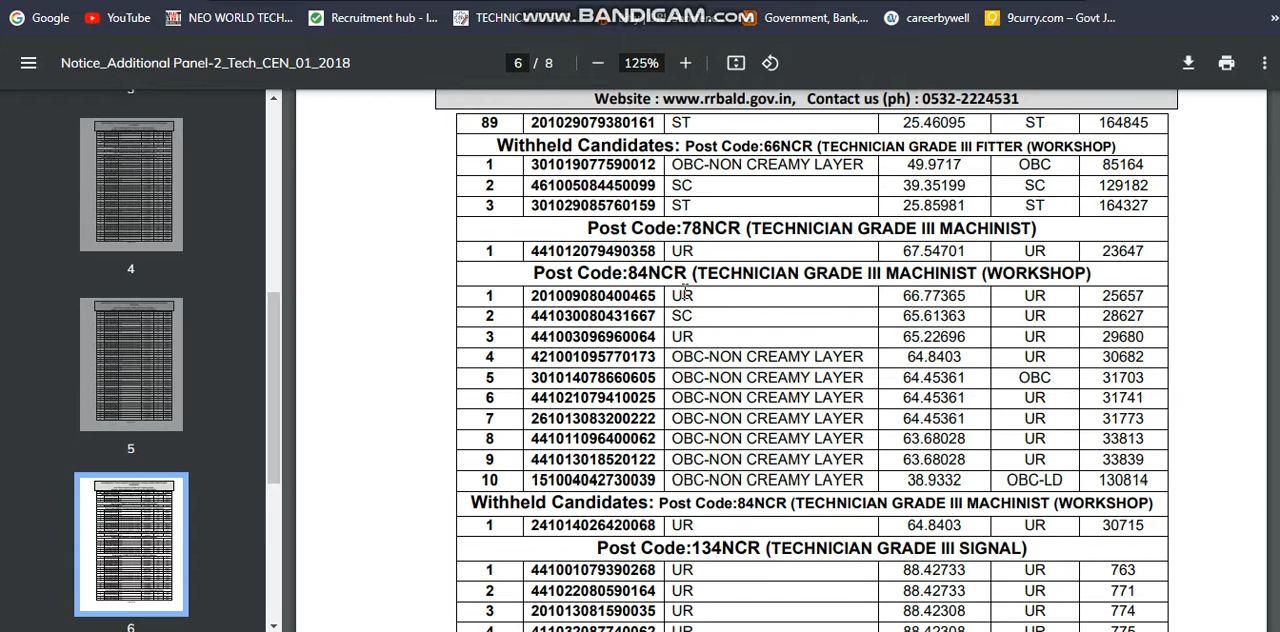 www.BANDICAM.com
Google YouTube NEO WORLD TECH... Recruitment hub - I... TECHNIC Government, Bank,... careerbywell 9curry.com – Govt J... »
Notice_Additional Panel-2_Tech_CEN_01_2018 6 / 8 − 125% +
4
5
6
Website : www.rrbald.gov.in, Contact us (ph) : 0532-2224531
89 201029079380161 ST 25.46095 ST 164845
Withheld Candidates: Post Code:66NCR (TECHNICIAN GRADE III FITTER (WORKSHOP)
1 301019077590012 OBC-NON CREAMY LAYER 49.9717 OBC 85164
2 461005084450099 SC 39.35199 SC 129182
3 301029085760159 ST 25.85981 ST 164327
Post Code:78NCR (TECHNICIAN GRADE III MACHINIST)
1 441012079490358 UR 67.54701 UR 23647
Post Code:84NCR (TECHNICIAN GRADE III MACHINIST (WORKSHOP)
1 201009080400465 UR 66.77365 UR 25657
2 441030080431667 SC 65.61363 UR 28627
3 441003096960064 UR 65.22696 UR 29680
4 421001095770173 OBC-NON CREAMY LAYER 64.8403 UR 30682
5 301014078660605 OBC-NON CREAMY LAYER 64.45361 OBC 31703
6 441021079410025 OBC-NON CREAMY LAYER 64.45361 UR 31741
7 261013083200222 OBC-NON CREAMY LAYER 64.45361 UR 31773
8 441011096400062 OBC-NON CREAMY LAYER 63.68028 UR 33813
9 441013018520122 OBC-NON CREAMY LAYER 63.68028 UR 33839
10 151004042730039 OBC-NON CREAMY LAYER 38.9332 OBC-LD 130814
Withheld Candidates: Post Code:84NCR (TECHNICIAN GRADE III MACHINIST (WORKSHOP)
1 241014026420068 UR 64.8403 UR 30715
Post Code:134NCR (TECHNICIAN GRADE III SIGNAL)
1 441001079390268 UR 88.42733 UR 763
2 441022080590164 UR 88.42733 UR 771
3 201013081590035 UR 88.42308 UR 774
4 411032087740062 UR 88.42308 UR 775